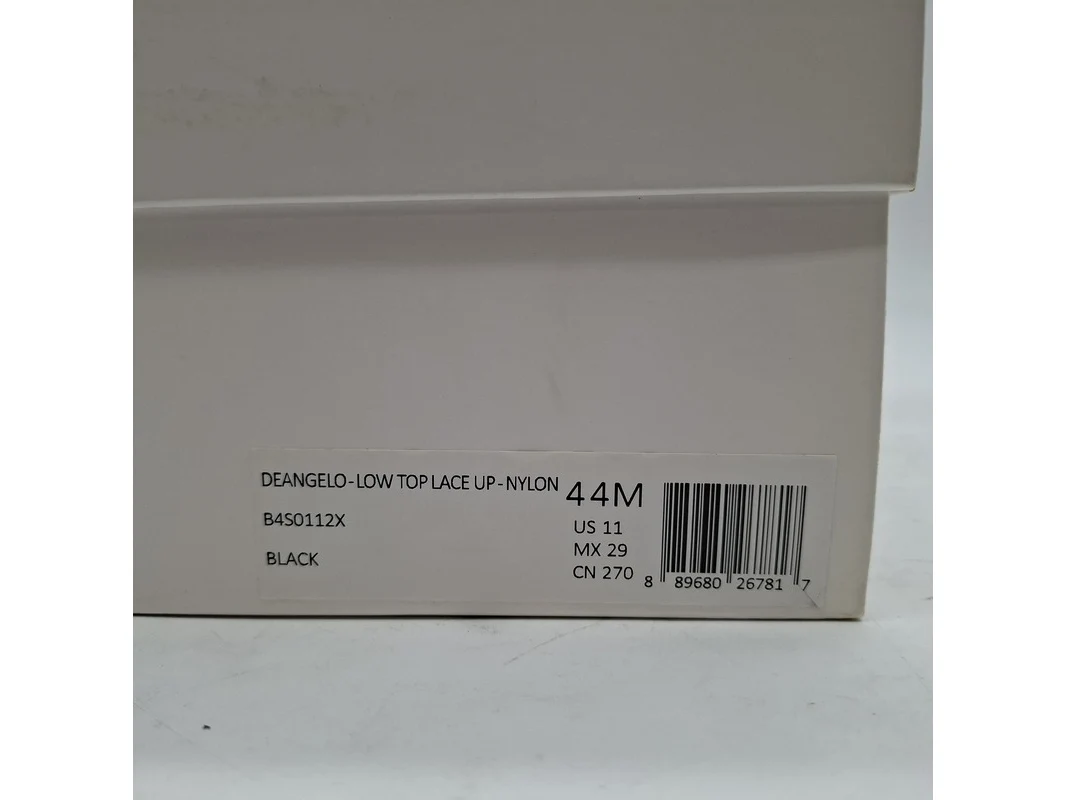 DEANGELO-LOW TOP LACE UP-NYLON
B4S0112X
BLACK
44M
US 11
MX 29
CN 270
8 89680 26781 7